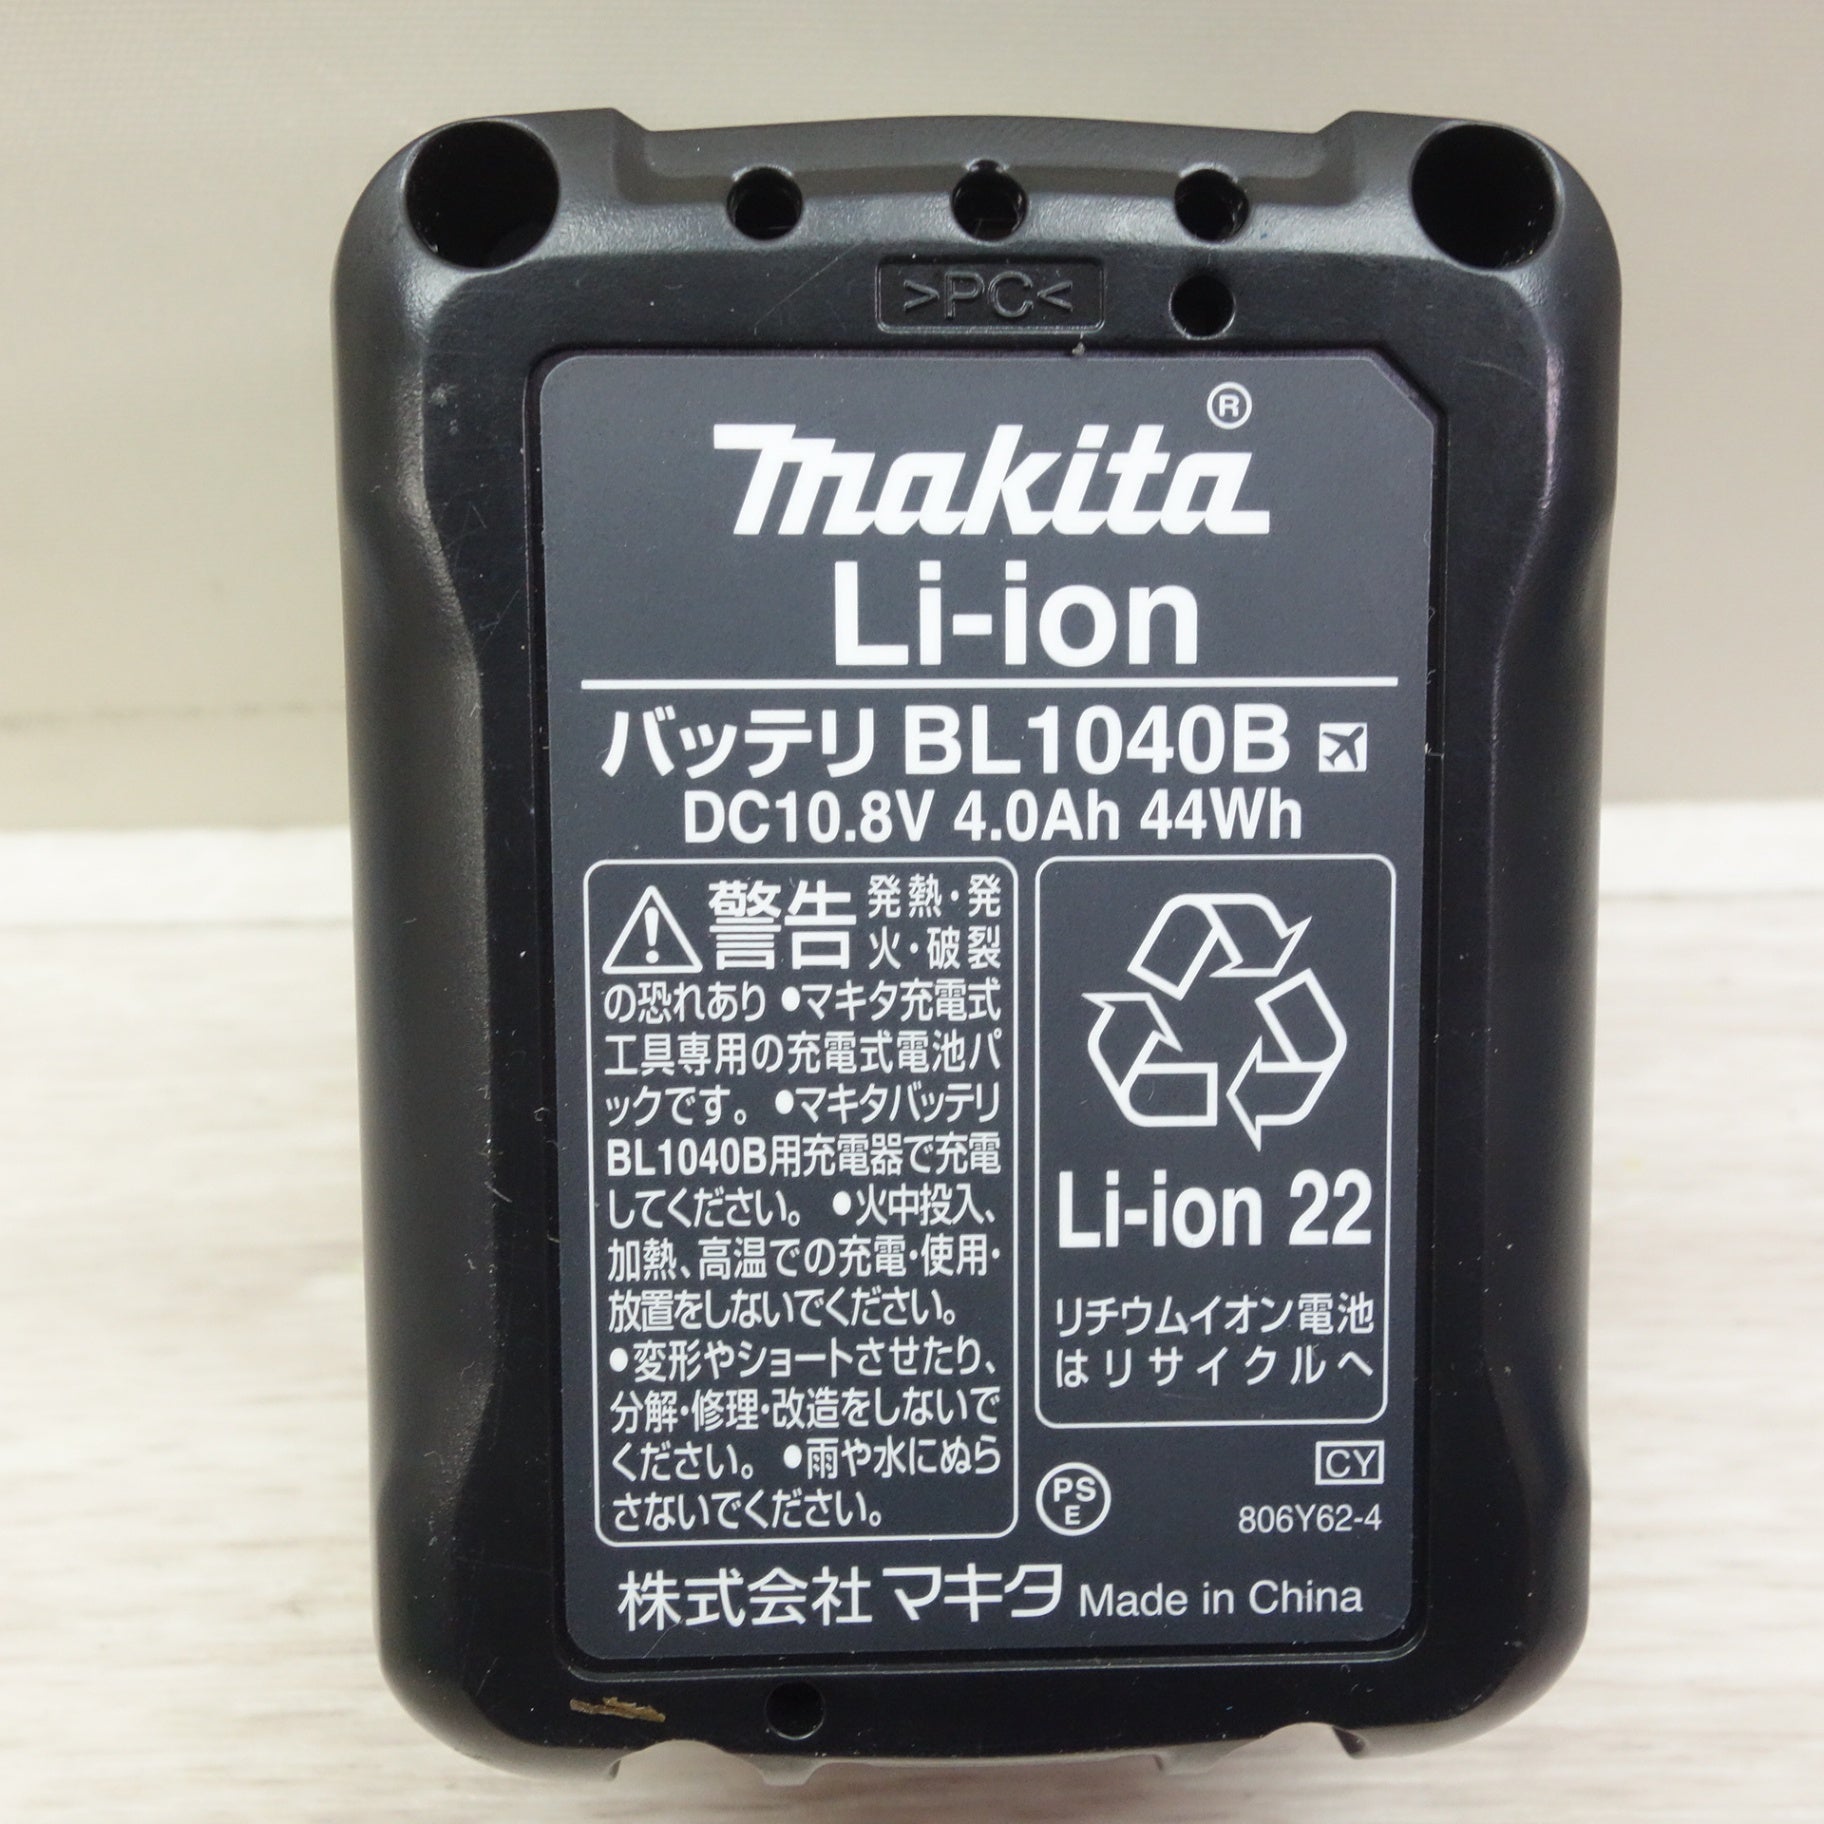 >PC<
makita®
Li-ion
バッテリ BL1040B
DC10.8V 4.0Ah 44Wh
警告 発熱・発
火・破裂
の恐れあり ●マキタ充電式
工具専用の充電式電池パ
ックです。 ●マキタバッテリ
BL1040B用充電器で充電
してください。 ●火中投入、
加熱、高温での充電・使用・
放置をしないでください。
●変形やショートさせたり、
分解・修理・改造をしないで
ください。 ●雨や水にぬら
さないでください。
Li-ion 22
リチウムイオン電池
はリサイクルへ
PS
E
CY
806Y62-4
株式会社マキタ Made in China